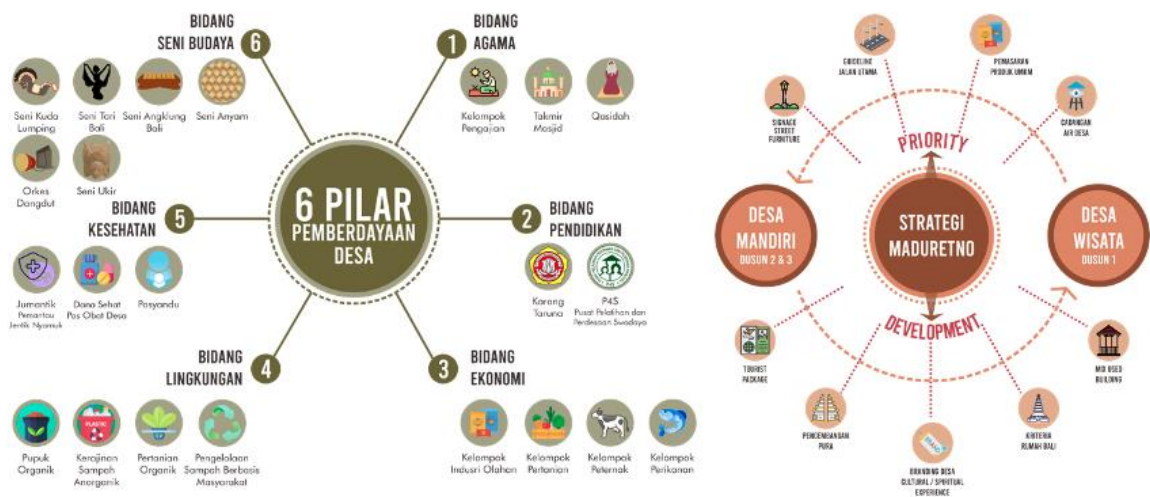 BIDANG
SENI BUDAYA
6
Seni Kuda
Lumping
Seni Tari
Bali
Seni Angklung
Bali
Seni Anyam
Orkes
Dangdut
Seni Ukir
1
BIDANG
AGAMA
Kelompok
Pengajian
Takmir
Masjid
Qasidah
6 PILAR
PEMBERDAYAAN
DESA
BIDANG
KESEHATAN
5
Jumantik
Pemantau
Jentik Nyamuk
Dana Sehat
Pos Obat Desa
Posyandu
2
BIDANG
PENDIDIKAN
Karang
Taruna
P4S
Pusat Pelatihan dan
Perdesaan Swadaya
BIDANG
LINGKUNGAN
4
Pupuk
Organik
PLASTIC
Kerajinan
Sampah
Anorganik
Pertanian
Organik
Pengelolaan
Sampah Berbasis
Masyarakat
3
BIDANG
EKONOMI
Kelompok
Indusri Olahan
Kelompok
Pertanian
Kelompok
Peternak
Kelompok
Perikanan
GUIDELINE
JALAN UTAMA
PEMASARAN
PRODUK UMKM
SIGNAGE
STREET
FURNITURE
CADANGAN
AIR DESA
PRIORITY
DESA
MANDIRI
DUSUN 2 & 3
STRATEGI
MADURETNO
DESA
WISATA
DUSUN 1
DEVELOPMENT
TOURIST
PACKAGE
MIX USED
BUILDING
PENGEMBANGAN
PURA
KRITERIA
RUMAH BALI
BRAND
BRANDING DESA
CULTURAL / SPIRITUAL
EXPERIENCE